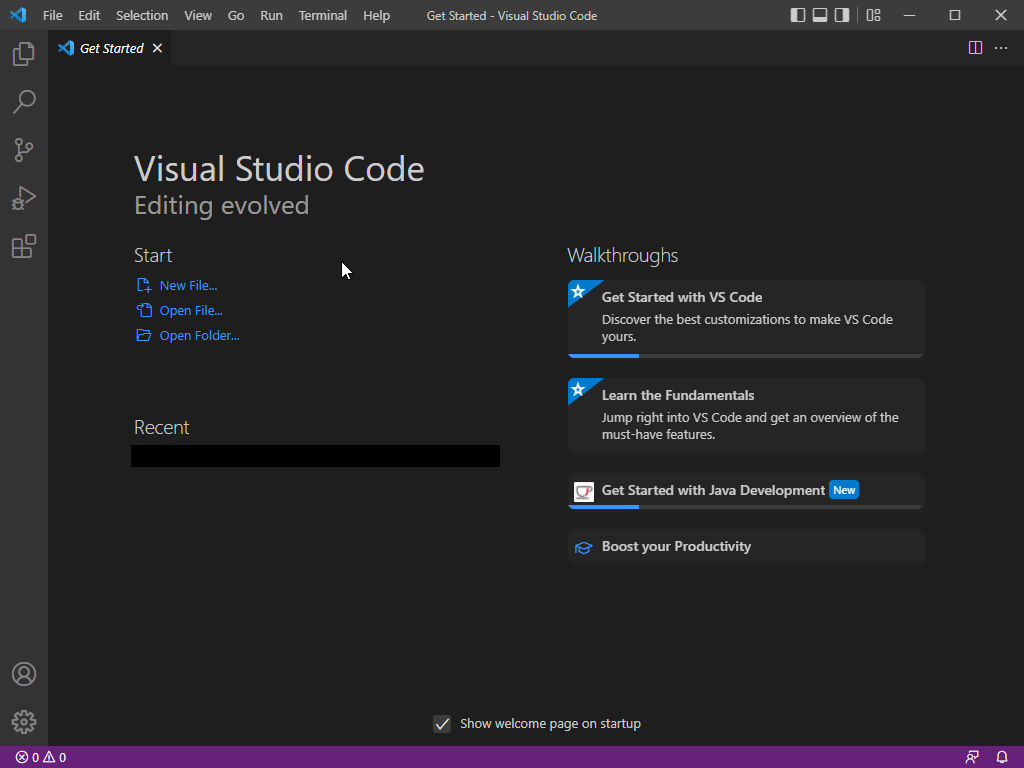 File Edit Selection View Go Run Terminal Help Get Started - Visual Studio Code
Get Started
Visual Studio Code
Editing evolved
Start
New File...
Open File...
Open Folder...
Recent
Walkthroughs
Get Started with VS Code
Discover the best customizations to make VS Code
yours.
Learn the Fundamentals
Jump right into VS Code and get an overview of the
must-have features.
Get Started with Java Development New
Boost your Productivity
Show welcome page on startup
0 0